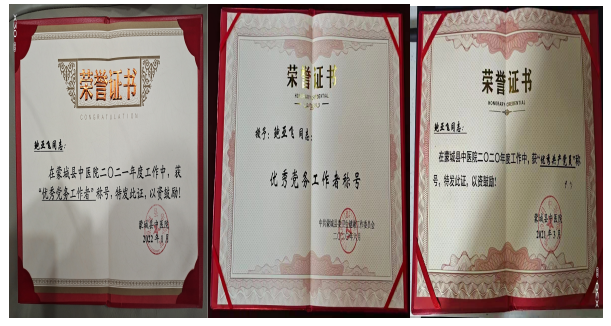 荣誉证书
CONGRATULATION
鲍亚飞同志:
在蒙城县中医院二〇二一年度工作中，获
“优秀党务工作者”称号，特发此证，以资鼓励！
蒙城县中医院
2022年1月
荣誉证书
HONORARY CREDENTIAL
授予：鲍亚飞同志：
优秀党务工作者称号
荣誉证书
HONORARY CREDENTIAL
鲍亚飞同志：
在蒙城县中医院二〇二〇年度工作中，获“优秀共产党员”称
号，特发此证，以资鼓励！
蒙城县中医院
2021年3月